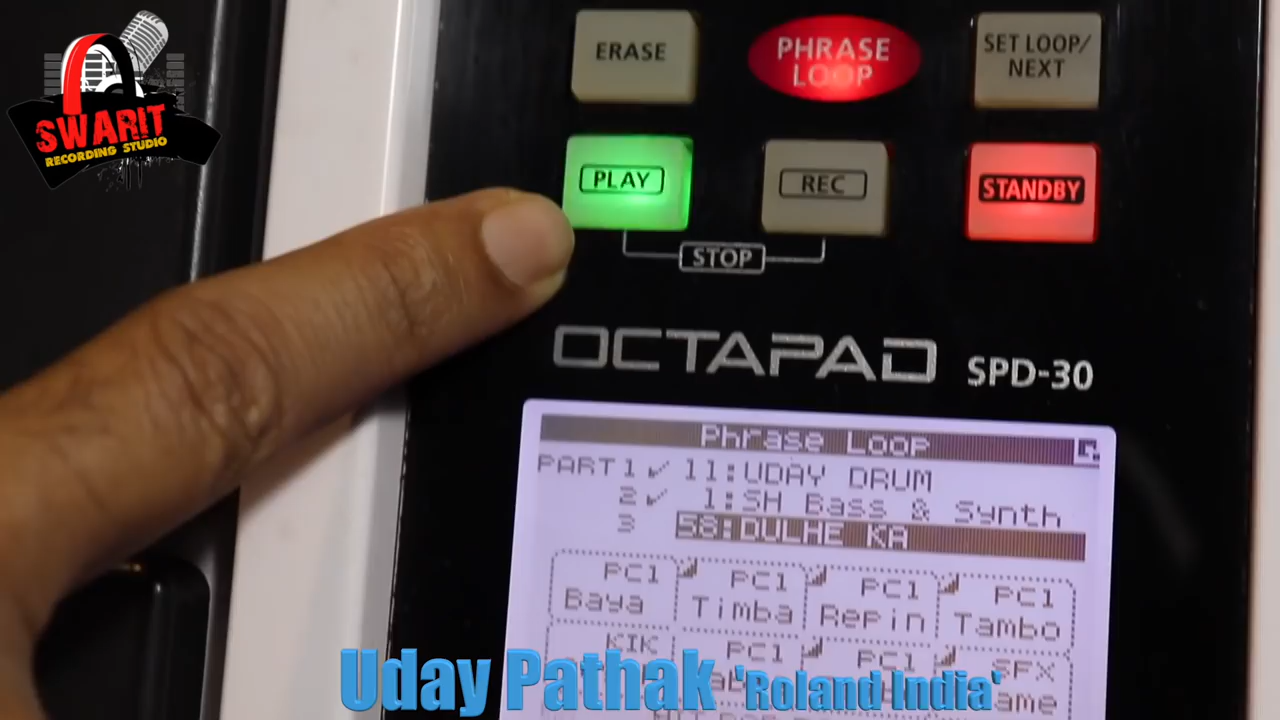 SWARIT
RECORDING STUDIO
ERASE
PHRASE
LOOP
SET LOOP/
NEXT
PLAY
REC
STANDBY
STOP
OCTAPAD SPD-30
Phrase Loop
PART1 ✓ 11:UDAY DRUM
2 ✓ 1:SH Bass & Synth
3 58:DULHE KA
PC1 PC1 PC1 PC1
Baya Timba Repin Tambo
KIK PC1 PC1 SFX
Uday Pathak 'Roland India'